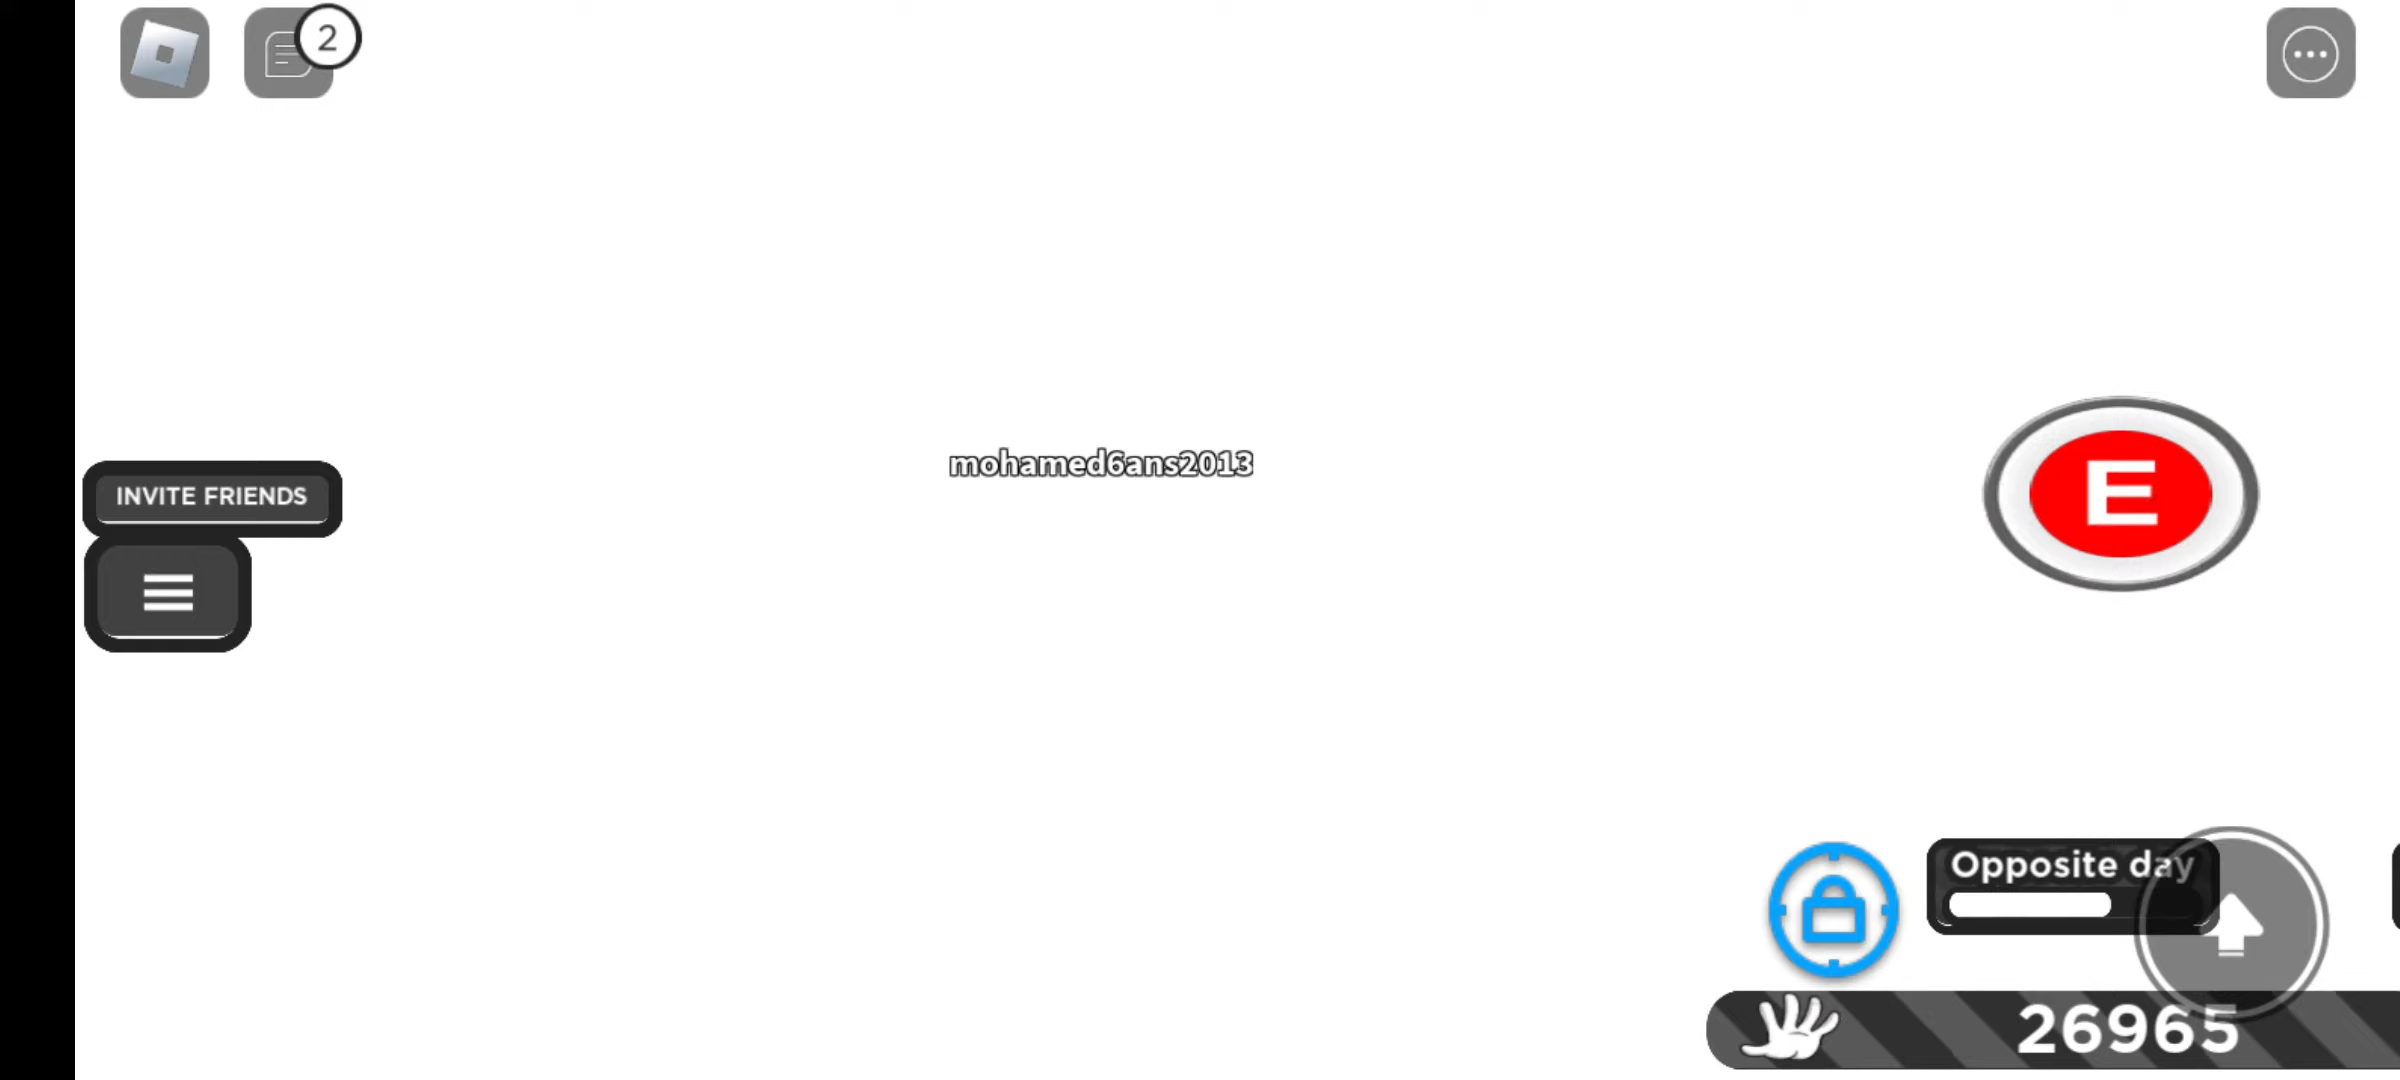 2
mohamed6ans2013
INVITE FRIENDS
E
Opposite day
26965